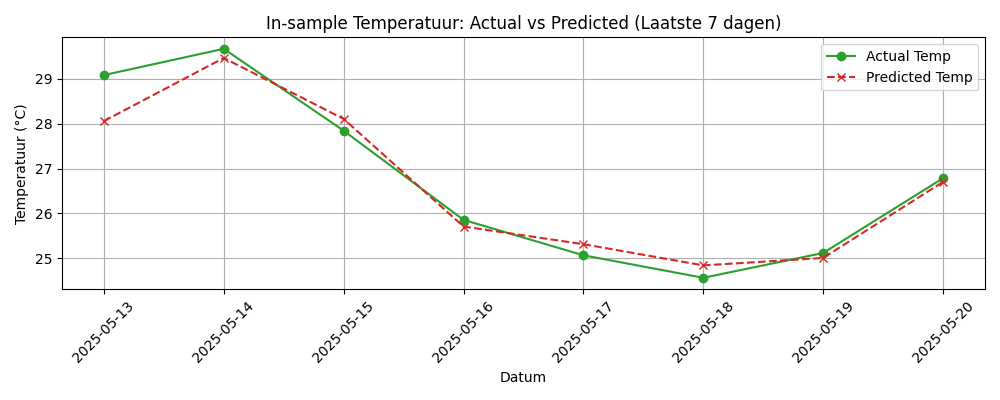 In-sample Temperatuur: Actual vs Predicted (Laatste 7 dagen)
Actual Temp
Predicted Temp
Temperatuur (°C)
29
28
27
26
25
2025-05-13
2025-05-14
2025-05-15
2025-05-16
2025-05-17
2025-05-18
2025-05-19
2025-05-20
Datum